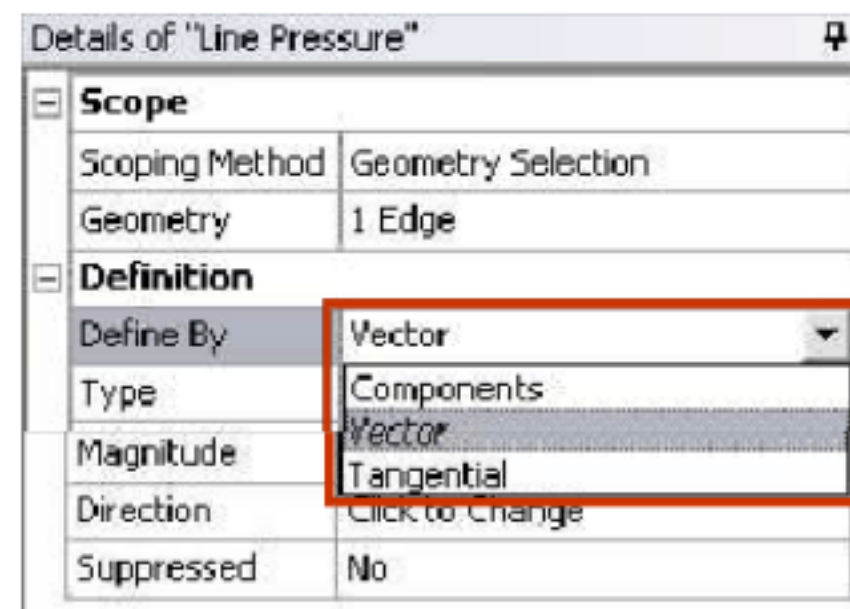 Details of "Line Pressure"
Scope
Scoping Method Geometry Selection
Geometry 1 Edge
Definition
Define By Vector
Type Components
Vector
Magnitude
Tangential
Direction Click to Change
Suppressed No